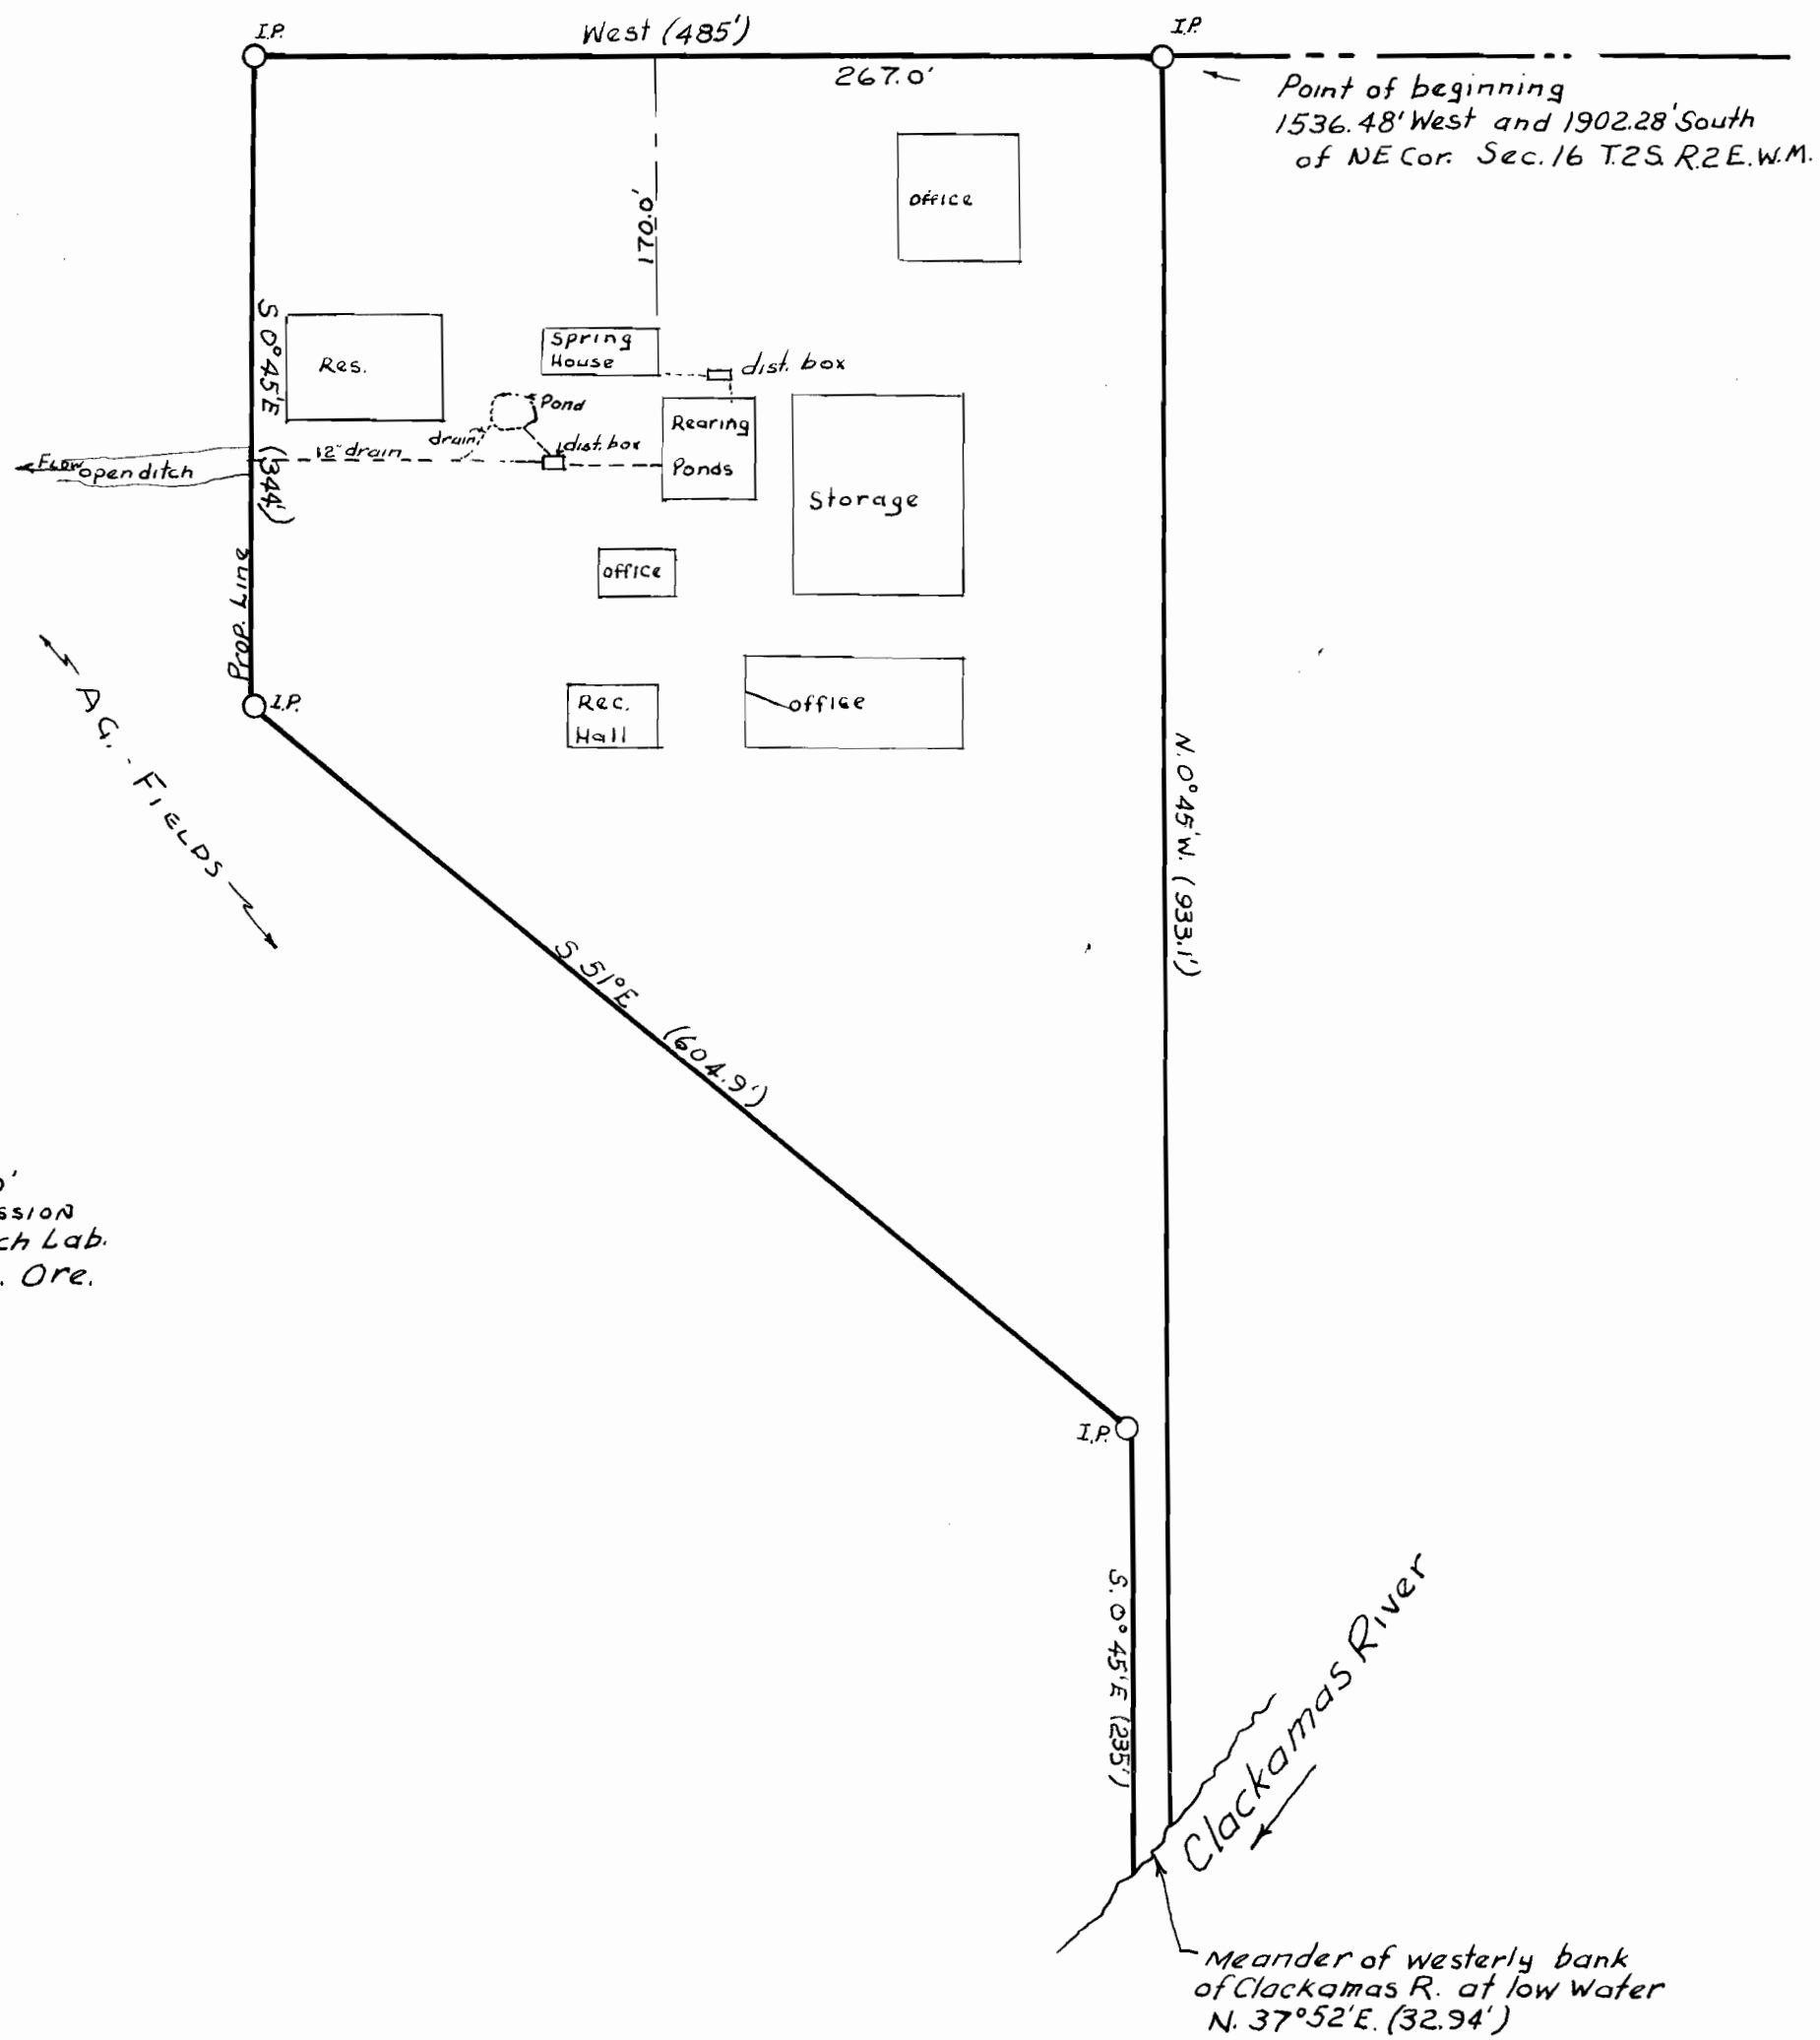 I.P.
West (485')
I.P.
267.0'
Point of beginning
1536.48' West and 1902.28' South
of NE Cor. Sec. 16 T.2S. R.2E. W.M.
office
170.0'
S 0°45'E (344')
Res.
Spring
House
dist. box
Pond
Rearing
Ponds
drain
dist. box
12" drain
Flow
open ditch
Storage
office
Prop. Line
I.P.
Rec.
Hall
office
AG. - FIELDS
N. 0°45'W. (933.1')
S 51°E (604.9')
ch Lab.
. Ore.
I.P.
S. 0°45'E (235')
Clackamas River
Meander of westerly bank
of Clackamas R. at low Water
N. 37°52'E. (32.94')